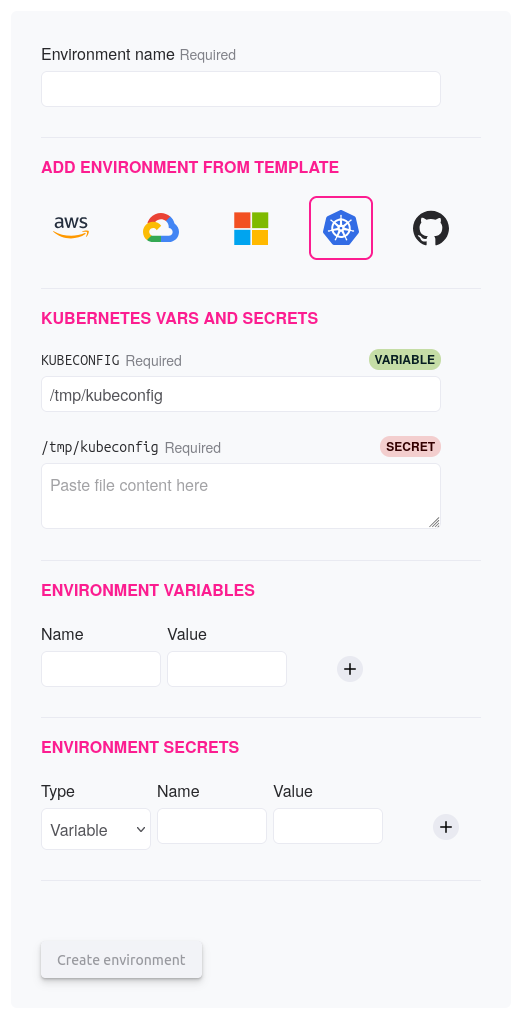 Environment name Required
ADD ENVIRONMENT FROM TEMPLATE
aws
KUBERNETES VARS AND SECRETS
KUBECONFIG Required VARIABLE
/tmp/kubeconfig
/tmp/kubeconfig Required SECRET
Paste file content here
ENVIRONMENT VARIABLES
Name Value
ENVIRONMENT SECRETS
Type Name Value
Variable
Create environment